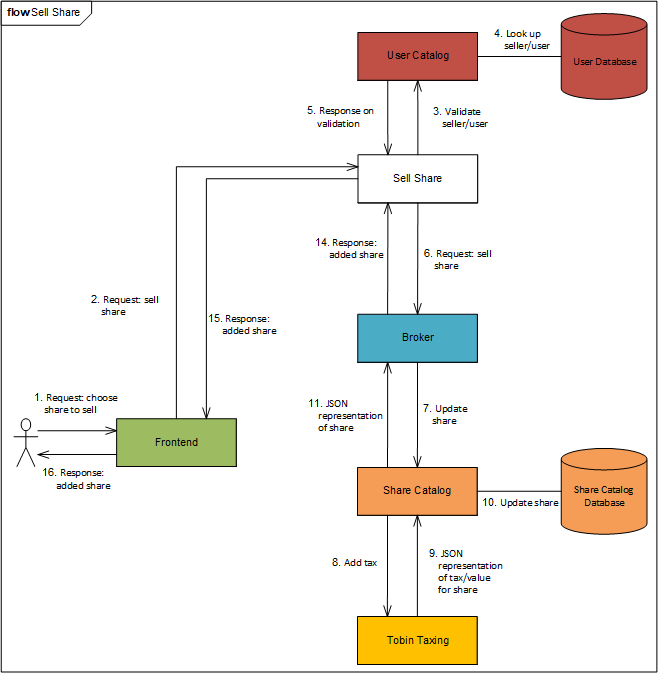 flow Sell Share
4. Look up
seller/user
User Catalog
User Database
5. Response on
validation
3. Validate
seller/user
Sell Share
14. Response:
added share
6. Request: sell
share
2. Request: sell
share
15. Response:
added share
Broker
1. Request: choose
share to sell
11. JSON
representation
of share
7. Update
share
Frontend
16. Response:
added share
Share Catalog
10. Update share
Share Catalog
Database
8. Add tax
9. JSON
representation
of tax/value
for share
Tobin Taxing